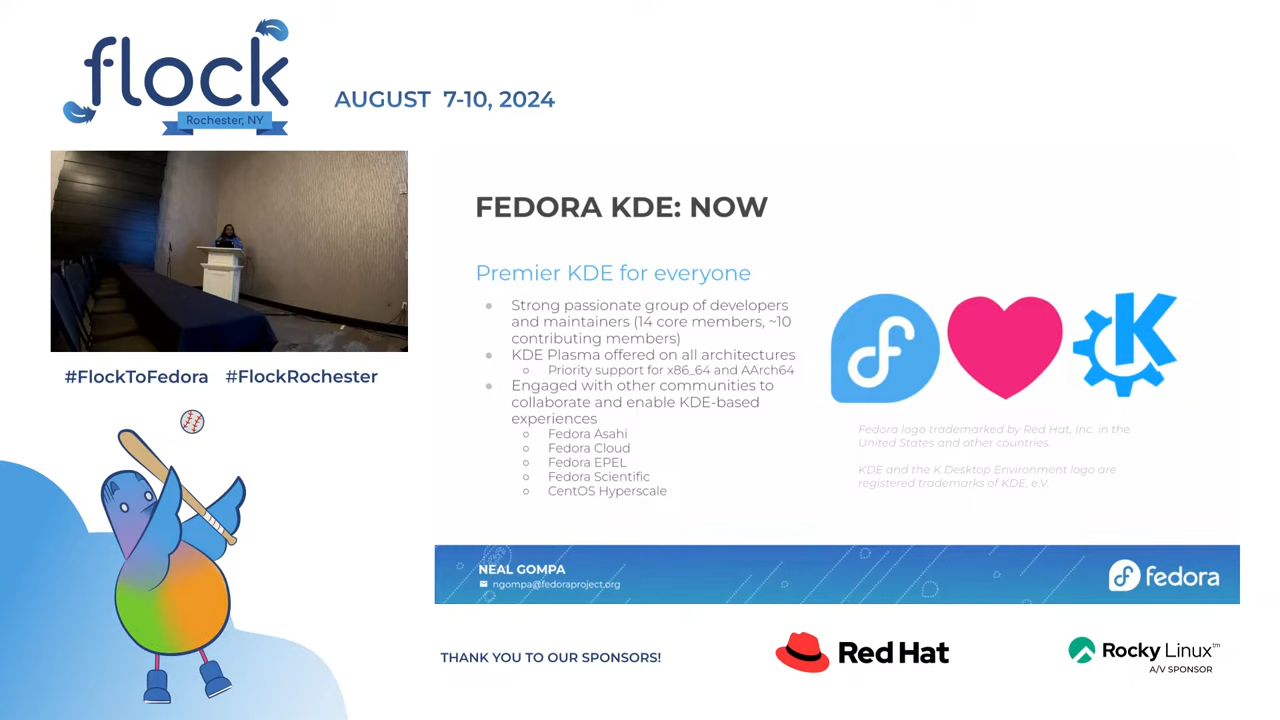 flock
Rochester, NY
AUGUST 7-10, 2024
#FlockToFedora #FlockRochester
FEDORA KDE: NOW
Premier KDE for everyone
Strong passionate group of developers
and maintainers (14 core members, ~10
contributing members)
KDE Plasma offered on all architectures
Priority support for x86_64 and AArch64
Engaged with other communities to
collaborate and enable KDE-based
experiences
Fedora Asahi
Fedora Cloud
Fedora EPEL
Fedora Scientific
CentOS Hyperscale
K
Fedora logo trademarked by Red Hat, Inc. in the
United States and other countries.
KDE and the K Desktop Environment logo are
registered trademarks of KDE, e.V.
NEAL GOMPA
ngompa@fedoraproject.org
fedora
THANK YOU TO OUR SPONSORS!
Red Hat
Rocky Linux™
A/V SPONSOR